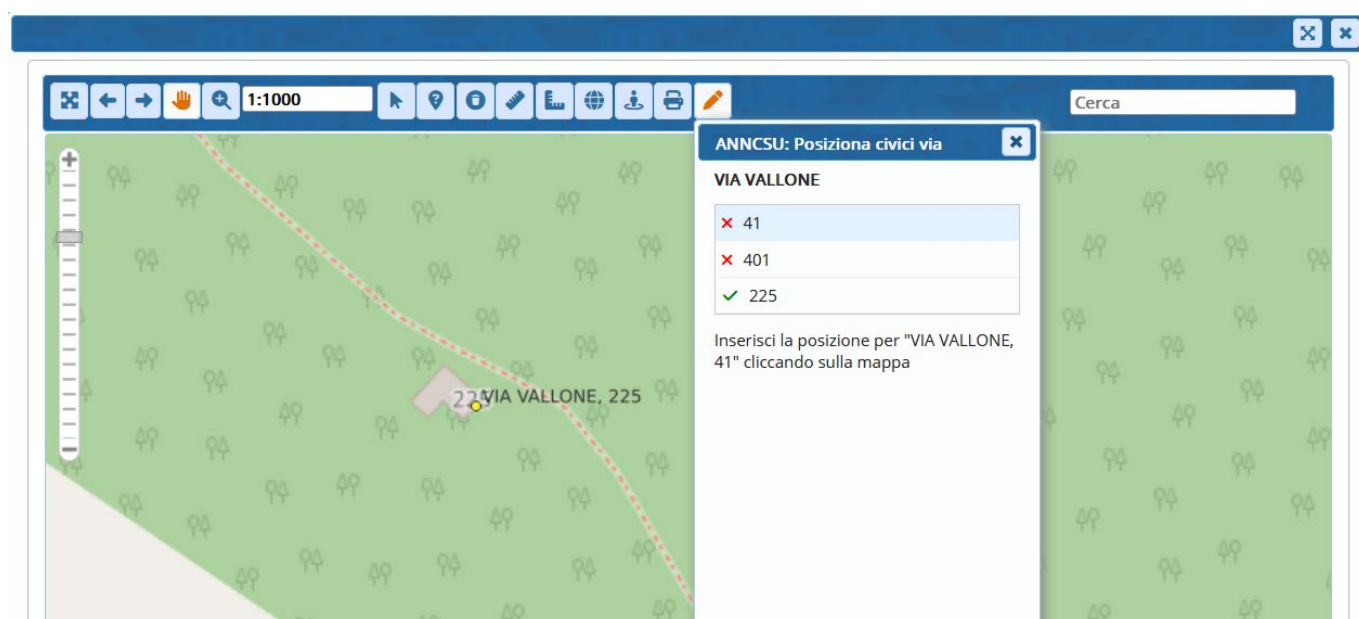 1:1000
Cerca
ANNCSU: Posiziona civici via
VIA VALLONE
41
401
225
Inserisci la posizione per "VIA VALLONE,
41" cliccando sulla mappa
225
VIA VALLONE, 225